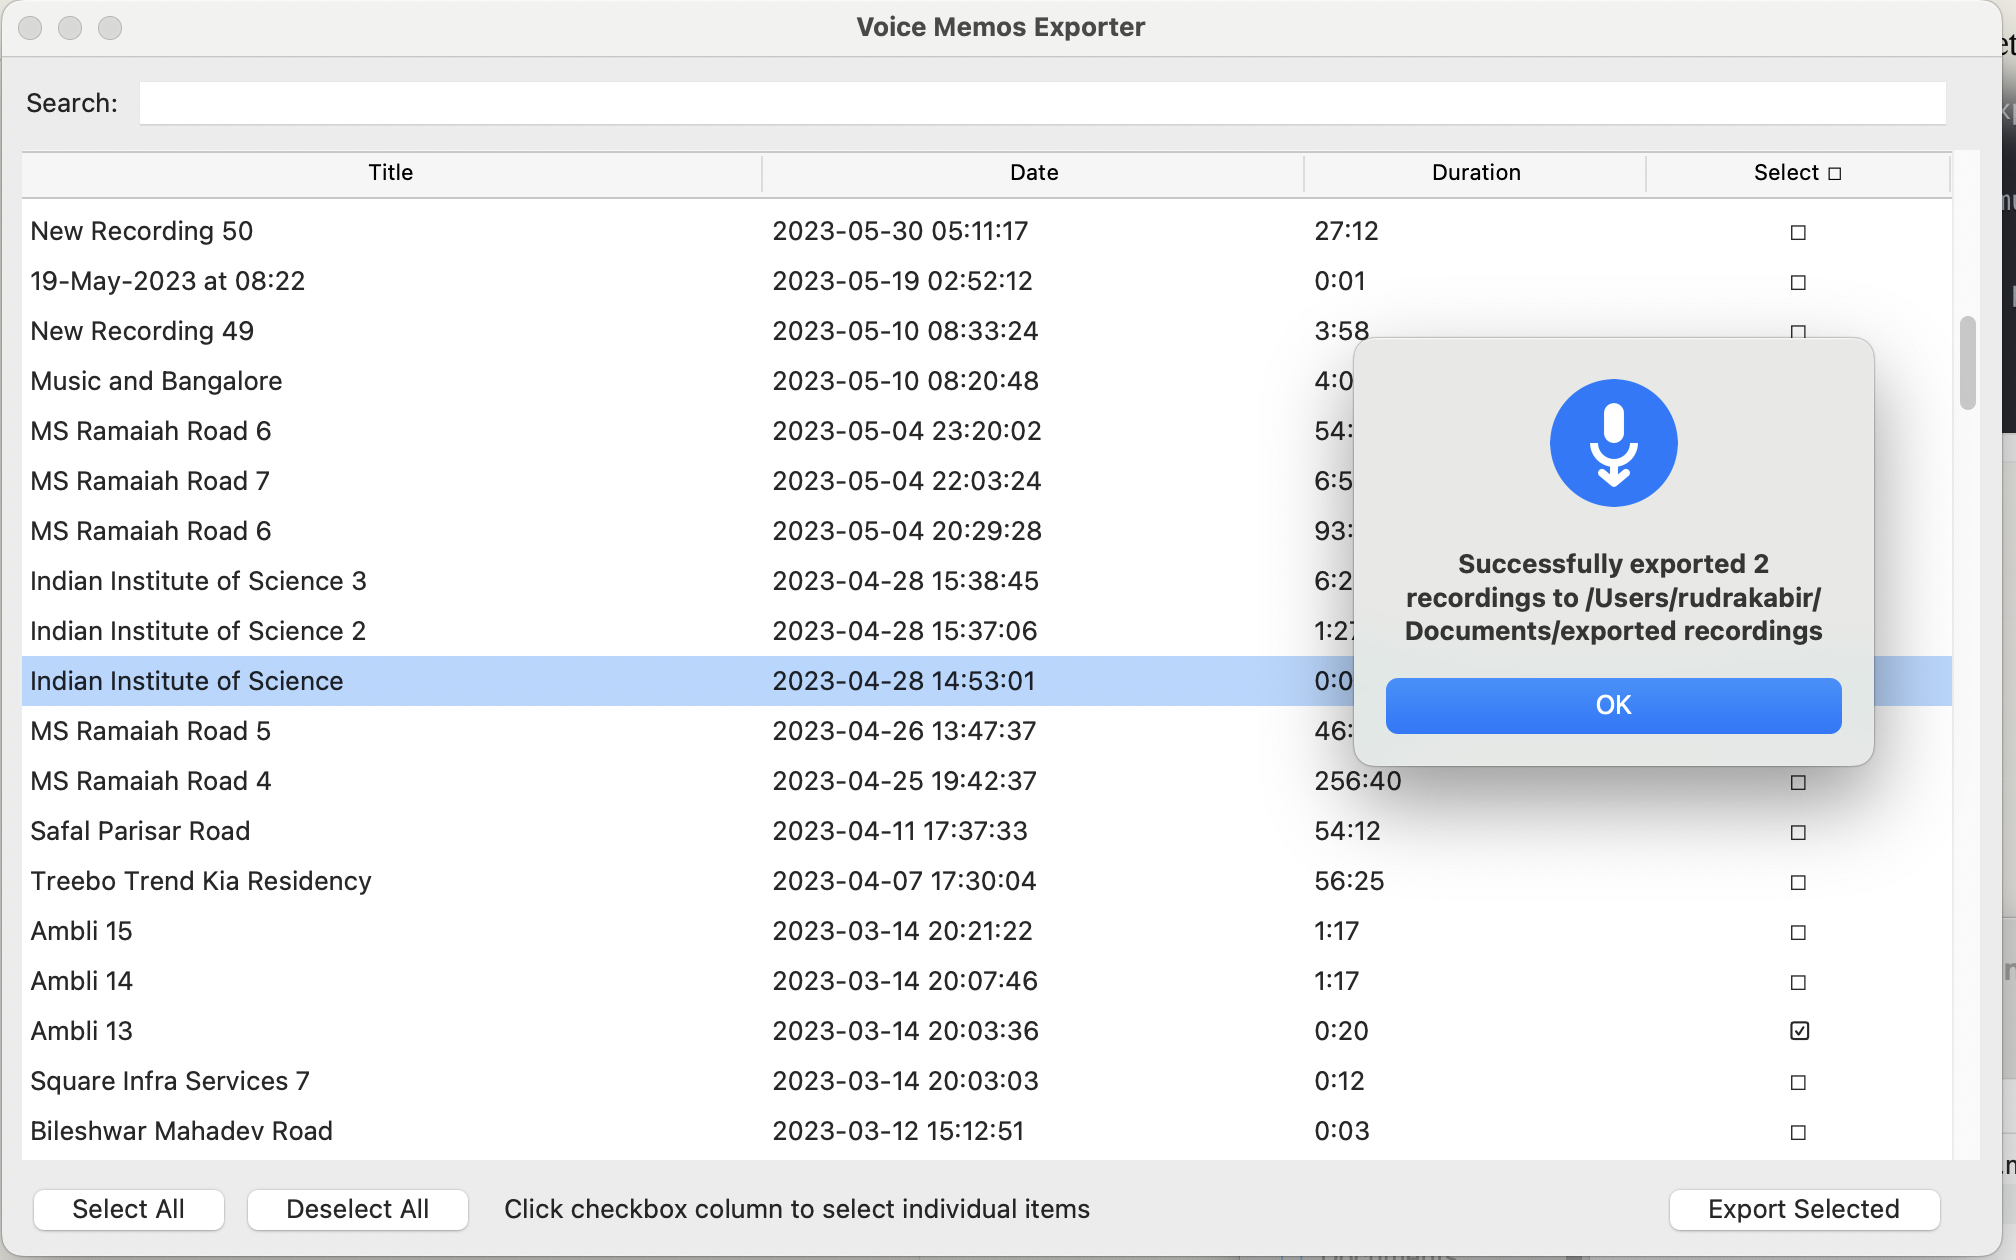 Voice Memos Exporter
Search:
Title Date Duration Select
New Recording 50 2023-05-30 05:11:17 27:12
19-May-2023 at 08:22 2023-05-19 02:52:12 0:01
New Recording 49 2023-05-10 08:33:24 3:58
Music and Bangalore 2023-05-10 08:20:48 4:0
MS Ramaiah Road 6 2023-05-04 23:20:02 54:
MS Ramaiah Road 7 2023-05-04 22:03:24 6:5
MS Ramaiah Road 6 2023-05-04 20:29:28 93:
Indian Institute of Science 3 2023-04-28 15:38:45 6:2
Indian Institute of Science 2 2023-04-28 15:37:06 1:27
Indian Institute of Science 2023-04-28 14:53:01 0:0
MS Ramaiah Road 5 2023-04-26 13:47:37 46:
MS Ramaiah Road 4 2023-04-25 19:42:37 256:40
Safal Parisar Road 2023-04-11 17:37:33 54:12
Treebo Trend Kia Residency 2023-04-07 17:30:04 56:25
Ambli 15 2023-03-14 20:21:22 1:17
Ambli 14 2023-03-14 20:07:46 1:17
Ambli 13 2023-03-14 20:03:36 0:20
Square Infra Services 7 2023-03-14 20:03:03 0:12
Bileshwar Mahadev Road 2023-03-12 15:12:51 0:03
Successfully exported 2
recordings to /Users/rudrakabir/
Documents/exported recordings
OK
Select All Deselect All Click checkbox column to select individual items Export Selected